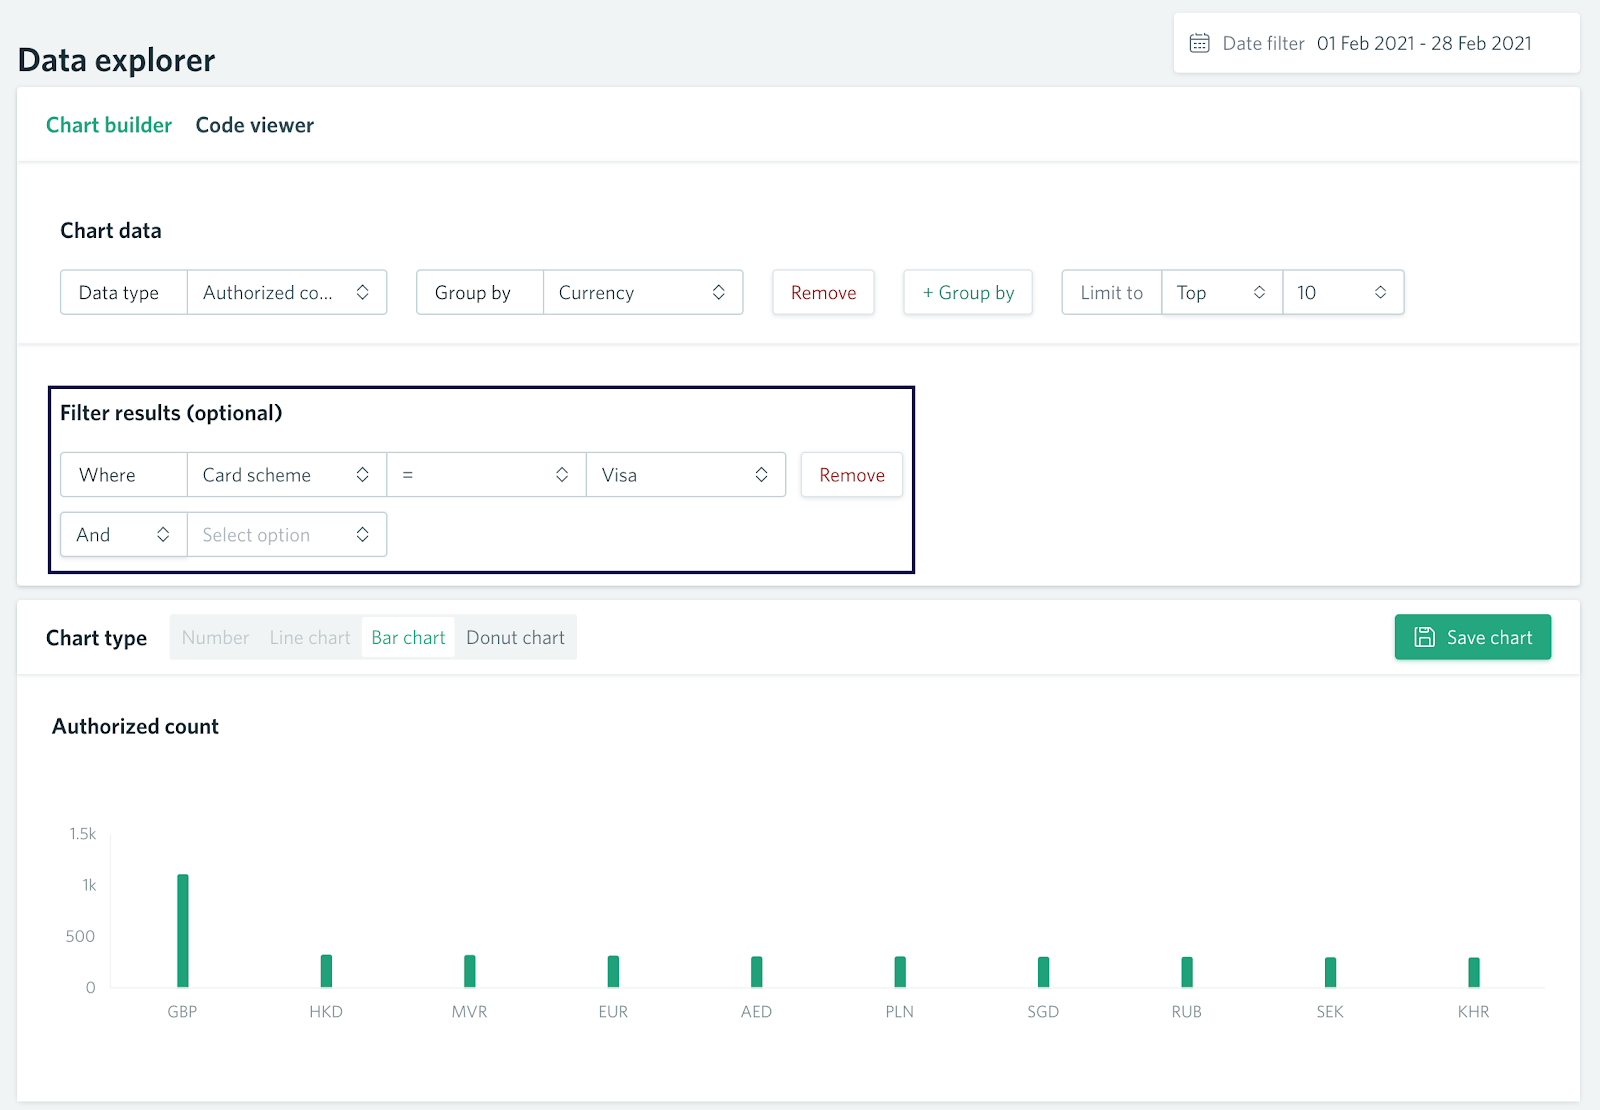 Data explorer
Date filter 01 Feb 2021 - 28 Feb 2021
Chart builder Code viewer
Chart data
Data type Authorized co... Group by Currency Remove + Group by Limit to Top 10
Filter results (optional)
Where Card scheme = Visa Remove
And Select option
Chart type Number Line chart Bar chart Donut chart Save chart
Authorized count
1.5k
1k
500
0
GBP HKD MVR EUR AED PLN SGD RUB SEK KHR